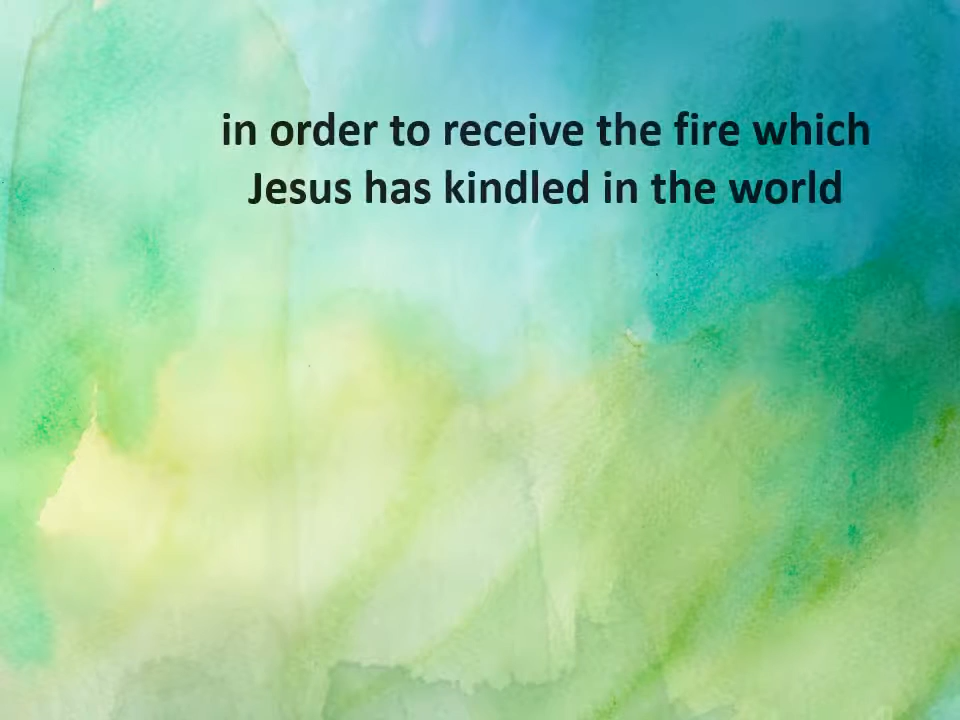 in order to receive the fire which
Jesus has kindled in the world